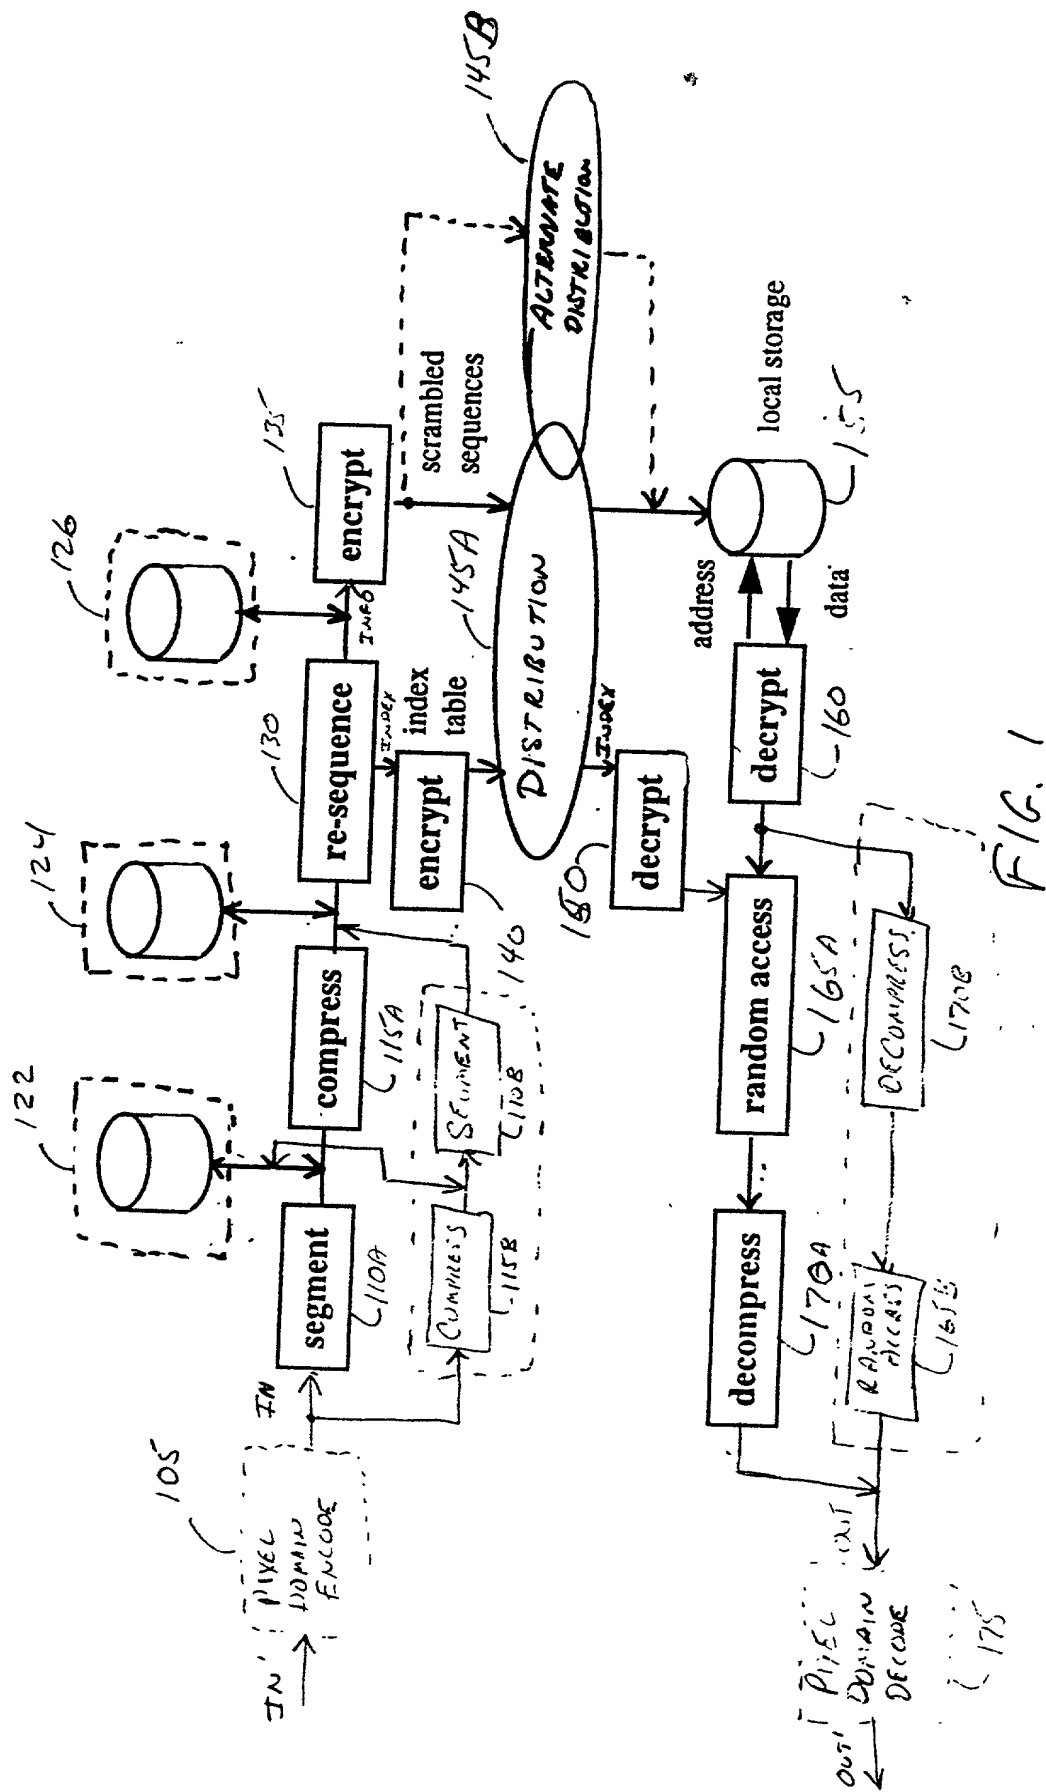 122
124
126
105
IN'
PIXEL
DOMAIN
ENCODE
IN
segment
110A
compress
115A
re-sequence
130
INFO
encrypt
135
COMPRESS
115B
SEGMENT
110B
140
encrypt
INDEX
index
table
scrambled
sequences
145A
145B
DISTRIBUTION
ALTERNATE
DISTRIBUTION
INDEX
decrypt
address
data
local storage
155
decrypt
160
random access
165A
decompress
170A
DECOMPRESS
170B
RANDOM
ACCESS
165B
OUT
PIXEL
DOMAIN
DECODE
175
OUT'
FIG. 1